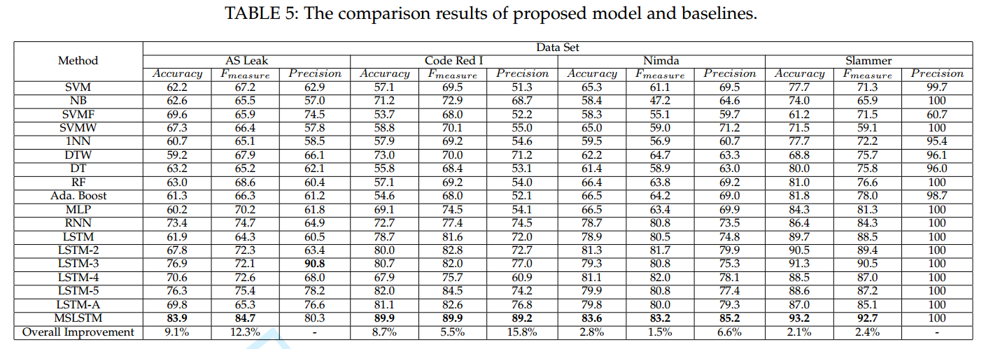 TABLE 5: The comparison results of proposed model and baselines.
Data Set
Method
AS Leak Code Red I Nimda Slammer
Accuracy Fmeasure Precision Accuracy Fmeasure Precision Accuracy Fmeasure Precision Accuracy Fmeasure Precision
SVM 62.2 67.2 62.9 57.1 69.5 51.3 65.3 61.1 69.5 77.7 71.3 99.7
NB 62.6 65.5 57.0 71.2 72.9 68.7 58.4 47.2 64.6 74.0 65.9 100
SVMF 69.6 65.9 74.5 53.7 68.0 52.2 58.3 55.1 59.7 61.2 71.5 60.7
SVMW 67.3 66.4 57.8 58.8 70.1 55.0 65.0 59.0 71.2 71.5 59.1 100
1NN 60.7 65.1 58.5 57.9 69.2 54.6 59.5 56.9 60.7 77.7 72.2 95.4
DTW 59.2 67.9 66.1 73.0 70.0 71.2 62.2 64.7 63.3 68.8 75.7 96.1
DT 63.2 65.2 62.1 55.8 68.4 53.1 61.4 58.9 63.0 80.0 75.8 96.0
RF 63.0 68.6 60.4 57.1 69.2 54.0 66.4 63.8 69.2 81.0 76.6 100
Ada. Boost 61.3 66.3 61.2 54.6 68.0 52.1 66.5 64.2 69.0 81.8 78.0 98.7
MLP 60.2 70.2 61.8 69.1 74.5 54.1 66.5 63.4 69.9 84.3 81.3 100
RNN 73.4 74.7 64.9 72.7 77.4 74.5 78.7 80.8 73.5 86.4 84.3 100
LSTM 61.9 64.3 60.5 78.7 81.6 72.0 78.9 80.5 74.8 89.7 88.5 100
LSTM-2 67.8 72.3 63.4 80.0 82.8 72.7 81.3 81.7 79.9 90.5 89.4 100
LSTM-3 76.9 72.1 90.8 80.7 82.0 77.0 79.3 80.8 75.3 91.3 90.5 100
LSTM-4 70.6 72.6 68.0 67.9 75.7 60.9 81.1 82.0 78.1 88.5 87.0 100
LSTM-5 76.3 75.4 78.2 82.0 84.5 74.2 79.9 80.8 77.4 88.6 87.2 100
LSTM-A 69.8 65.3 76.6 81.1 82.6 76.8 79.8 80.0 79.3 87.0 85.1 100
MSLSTM 83.9 84.7 80.3 89.9 89.9 89.2 83.6 83.2 85.2 93.2 92.7 100
Overall Improvement 9.1% 12.3% - 8.7% 5.5% 15.8% 2.8% 1.5% 6.6% 2.1% 2.4% -